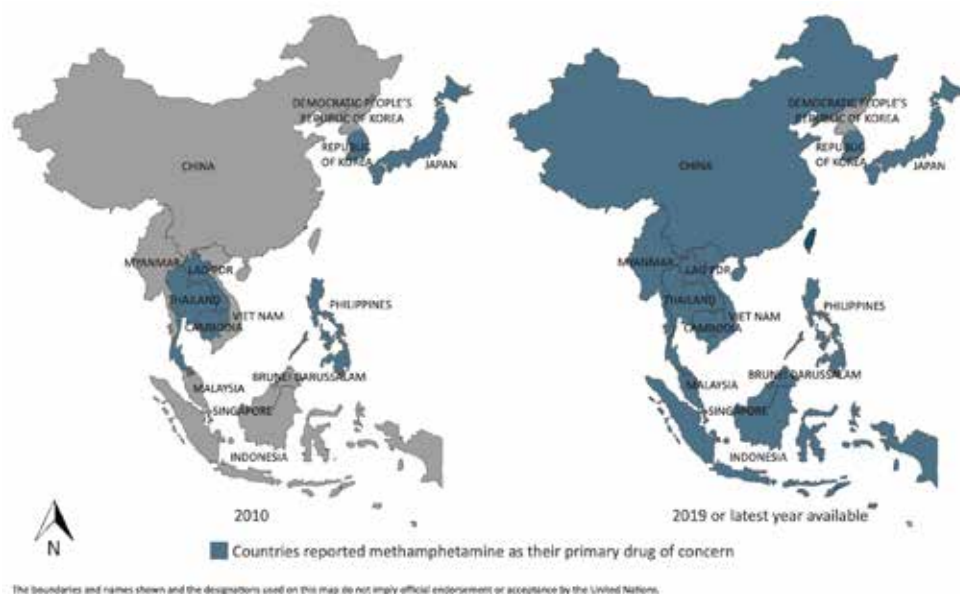 DEMOCRATIC PEOPLE'S
REPUBLIC OF KOREA
REPUBLIC
OF KOREA
JAPAN
CHINA
MYANMAR
LAO PDR
THAILAND
VIET NAM
CAMBODIA
PHILIPPINES
BRUNEI DARUSSALAM
MALAYSIA
SINGAPORE
INDONESIA
2010
DEMOCRATIC PEOPLE'S
REPUBLIC OF KOREA
REPUBLIC
OF KOREA
JAPAN
CHINA
MYANMAR
LAO PDR
THAILAND
VIET NAM
CAMBODIA
PHILIPPINES
BRUNEI DARUSSALAM
MALAYSIA
SINGAPORE
INDONESIA
2019 or latest year available
N
Countries reported methamphetamine as their primary drug of concern
The boundaries and names shown and the designations used on this map do not imply official endorsement or acceptance by the United Nations.